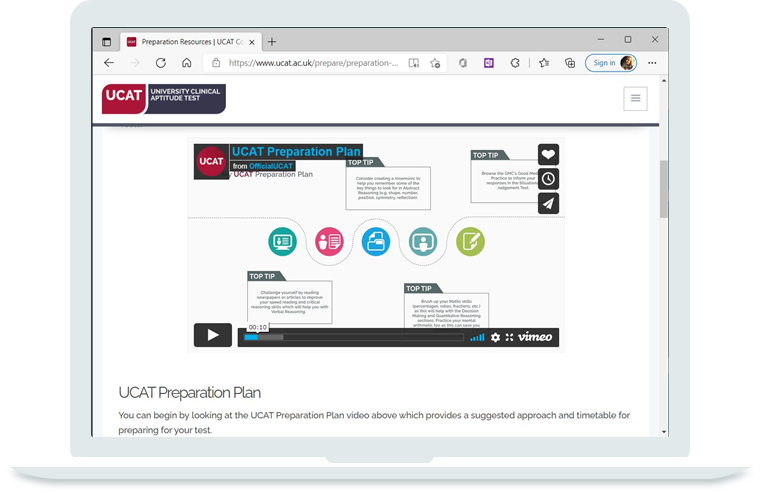 Preparation Resources | UCAT Co
https://www.ucat.ac.uk/prepare/preparation-...
Sign in
UCAT
UNIVERSITY CLINICAL
APTITUDE TEST
UCAT
UCAT Preparation Plan
from OfficialUCAT
UCAT Preparation Plan
TOP TIP
Consider creating a mnemonic to
help you remember some of the
key things to look for in Abstract
Reasoning (e.g. shape, number,
position, symmetry, reflection)
TOP TIP
Browse the GMC's Good Med
Practice to inform your
responses in the Situation
Judgement Test
TOP TIP
Challenge yourself by reading
newspapers or articles to improve
your speed reading and critical
reasoning skills which will help you with
Verbal Reasoning.
TOP TIP
Brush up your Maths skills
(percentages, ratios, fractions, etc.)
as this will help with the Decision
Making and Quantitative Reasoning
sections. Practice your mental
arithmetic too as this can save you
00:10
vimeo
UCAT Preparation Plan
You can begin by looking at the UCAT Preparation Plan video above which provides a suggested approach and timetable for
preparing for your test.